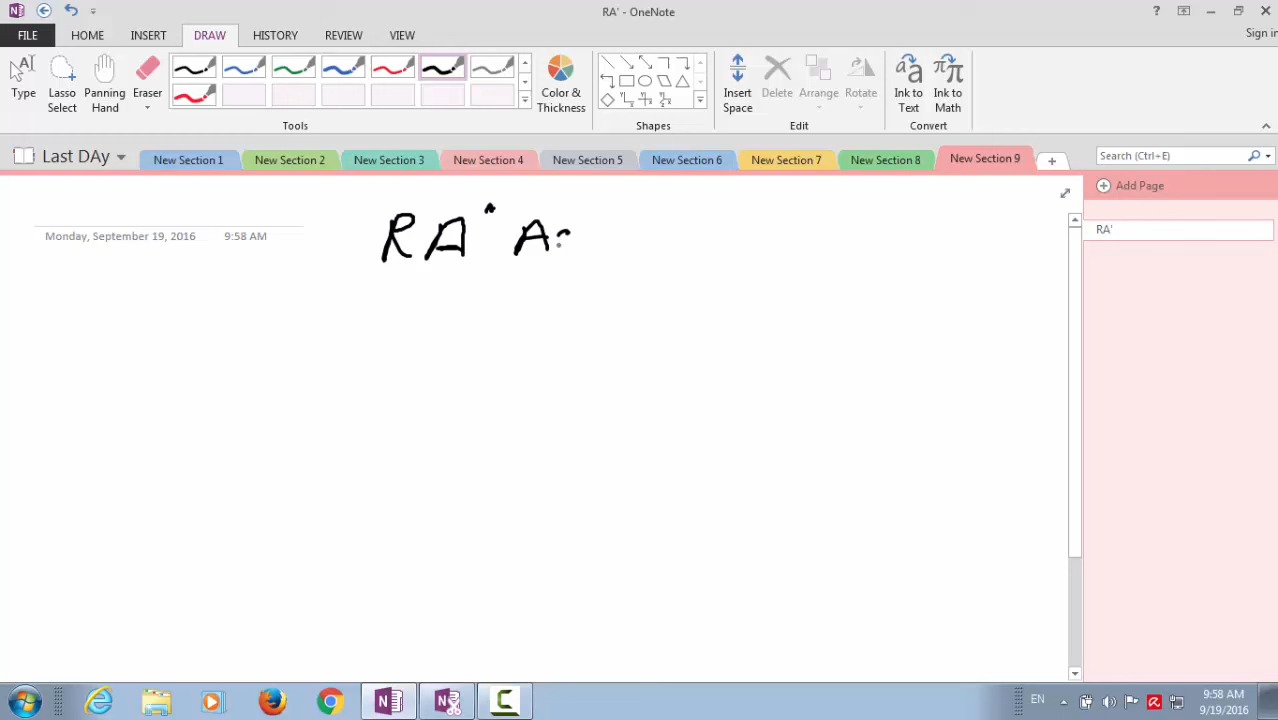 RA' - OneNote
? Sign in
FILE HOME INSERT DRAW HISTORY REVIEW VIEW
Type Lasso Select Panning Hand Eraser Color & Thickness Insert Space Delete Arrange Rotate Ink to Text Ink to Math
Tools Shapes Edit Convert
Last DAy New Section 1 New Section 2 New Section 3 New Section 4 New Section 5 New Section 6 New Section 7 New Section 8 New Section 9 Search (Ctrl+E)
Add Page
RA'
Monday, September 19, 2016 9:58 AM
RA' A
EN 9:58 AM
9/19/2016